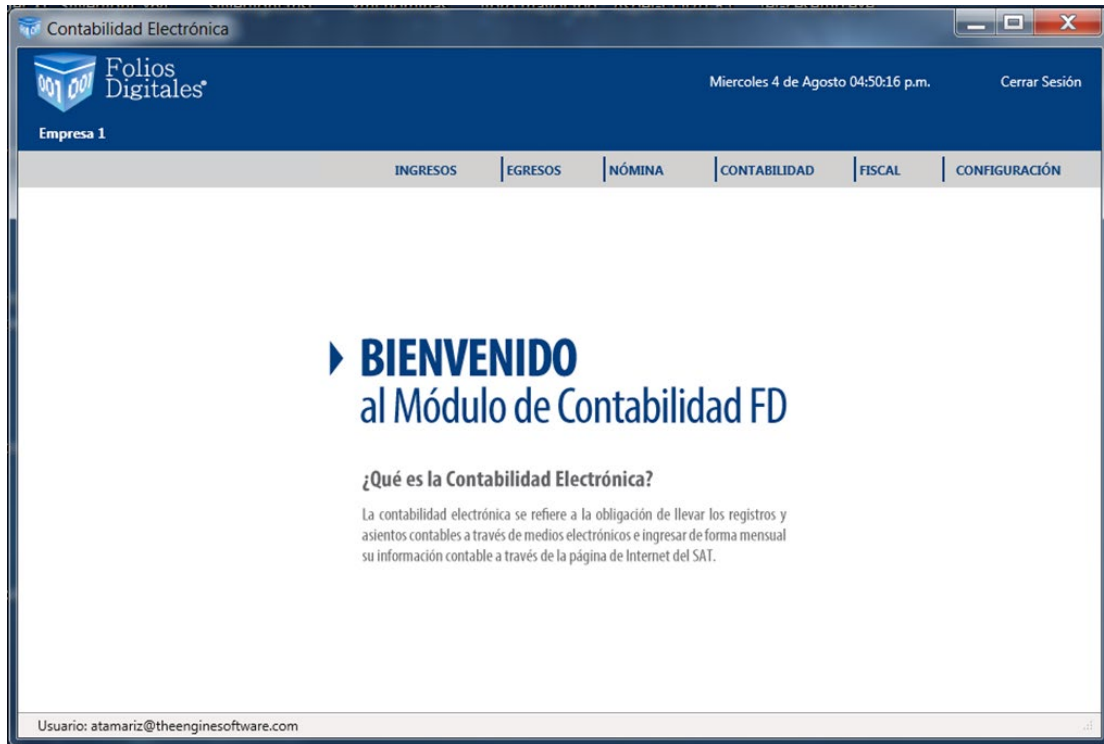 Contabilidad Electrónica
Folios
Digitales
Miercoles 4 de Agosto 04:50:16 p.m.
Cerrar Sesión
Empresa 1
INGRESOS EGRESOS NÓMINA CONTABILIDAD FISCAL CONFIGURACIÓN
BIENVENIDO
al Módulo de Contabilidad FD
¿Qué es la Contabilidad Electrónica?
La contabilidad electrónica se refiere a la obligación de llevar los registros y
asientos contables a través de medios electrónicos e ingresar de forma mensual
su información contable a través de la página de Internet del SAT.
Usuario: atamariz@theenginesoftware.com